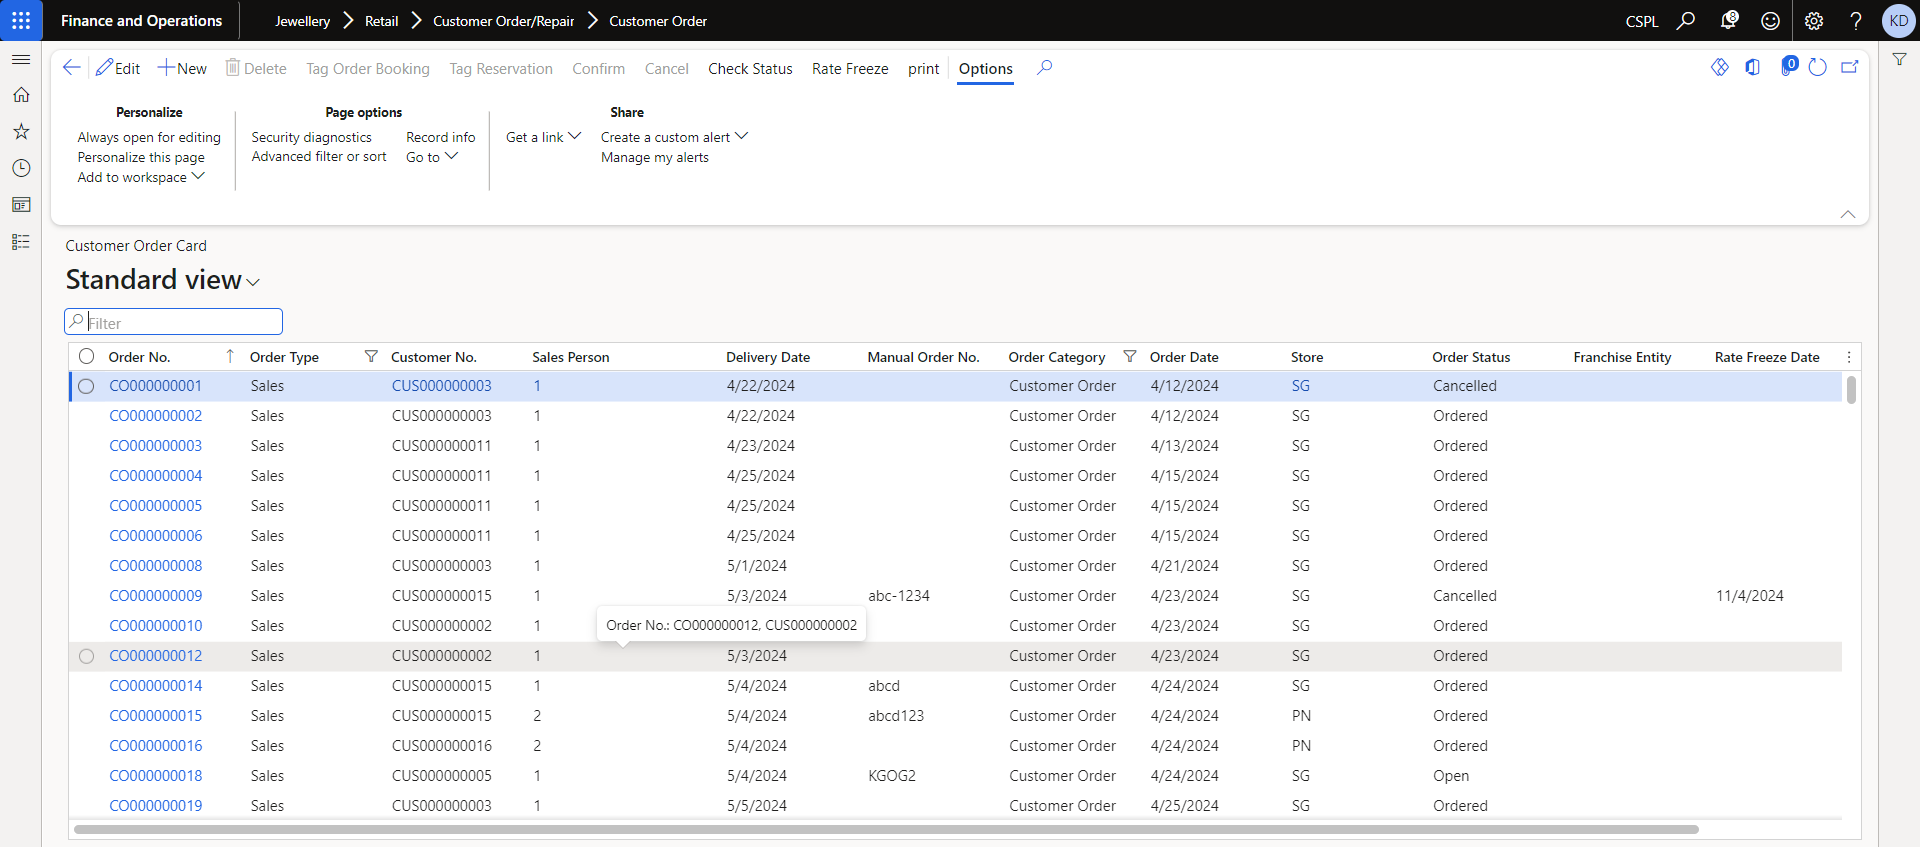 Finance and Operations Jewellery Retail Customer Order/Repair Customer Order CSPL 8 ? KD
Edit New Delete Tag Order Booking Tag Reservation Confirm Cancel Check Status Rate Freeze print Options 0
Personalize Page options Share
Always open for editing Security diagnostics Record info Get a link Create a custom alert
Personalize this page Advanced filter or sort Go to Manage my alerts
Add to workspace
Customer Order Card
Standard view
Filter
Order No. Order Type Customer No. Sales Person Delivery Date Manual Order No. Order Category Order Date Store Order Status Franchise Entity Rate Freeze Date
CO000000001 Sales CUS000000003 1 4/22/2024 Customer Order 4/12/2024 SG Cancelled
CO000000002 Sales CUS000000003 1 4/22/2024 Customer Order 4/12/2024 SG Ordered
CO000000003 Sales CUS000000011 1 4/23/2024 Customer Order 4/13/2024 SG Ordered
CO000000004 Sales CUS000000011 1 4/25/2024 Customer Order 4/15/2024 SG Ordered
CO000000005 Sales CUS000000011 1 4/25/2024 Customer Order 4/15/2024 SG Ordered
CO000000006 Sales CUS000000011 1 4/25/2024 Customer Order 4/15/2024 SG Ordered
CO000000008 Sales CUS000000003 1 5/1/2024 Customer Order 4/21/2024 SG Ordered
CO000000009 Sales CUS000000015 1 5/3/2024 abc-1234 Customer Order 4/23/2024 SG Cancelled 11/4/2024
CO000000010 Sales CUS000000002 1 Customer Order 4/23/2024 SG Ordered
Order No.: CO000000012, CUS000000002
CO000000012 Sales CUS000000002 1 5/3/2024 Customer Order 4/23/2024 SG Ordered
CO000000014 Sales CUS000000015 1 5/4/2024 abcd Customer Order 4/24/2024 SG Ordered
CO000000015 Sales CUS000000015 2 5/4/2024 abcd123 Customer Order 4/24/2024 PN Ordered
CO000000016 Sales CUS000000016 2 5/4/2024 Customer Order 4/24/2024 PN Ordered
CO000000018 Sales CUS000000005 1 5/4/2024 KGOG2 Customer Order 4/24/2024 SG Open
CO000000019 Sales CUS000000003 1 5/5/2024 Customer Order 4/25/2024 SG Ordered